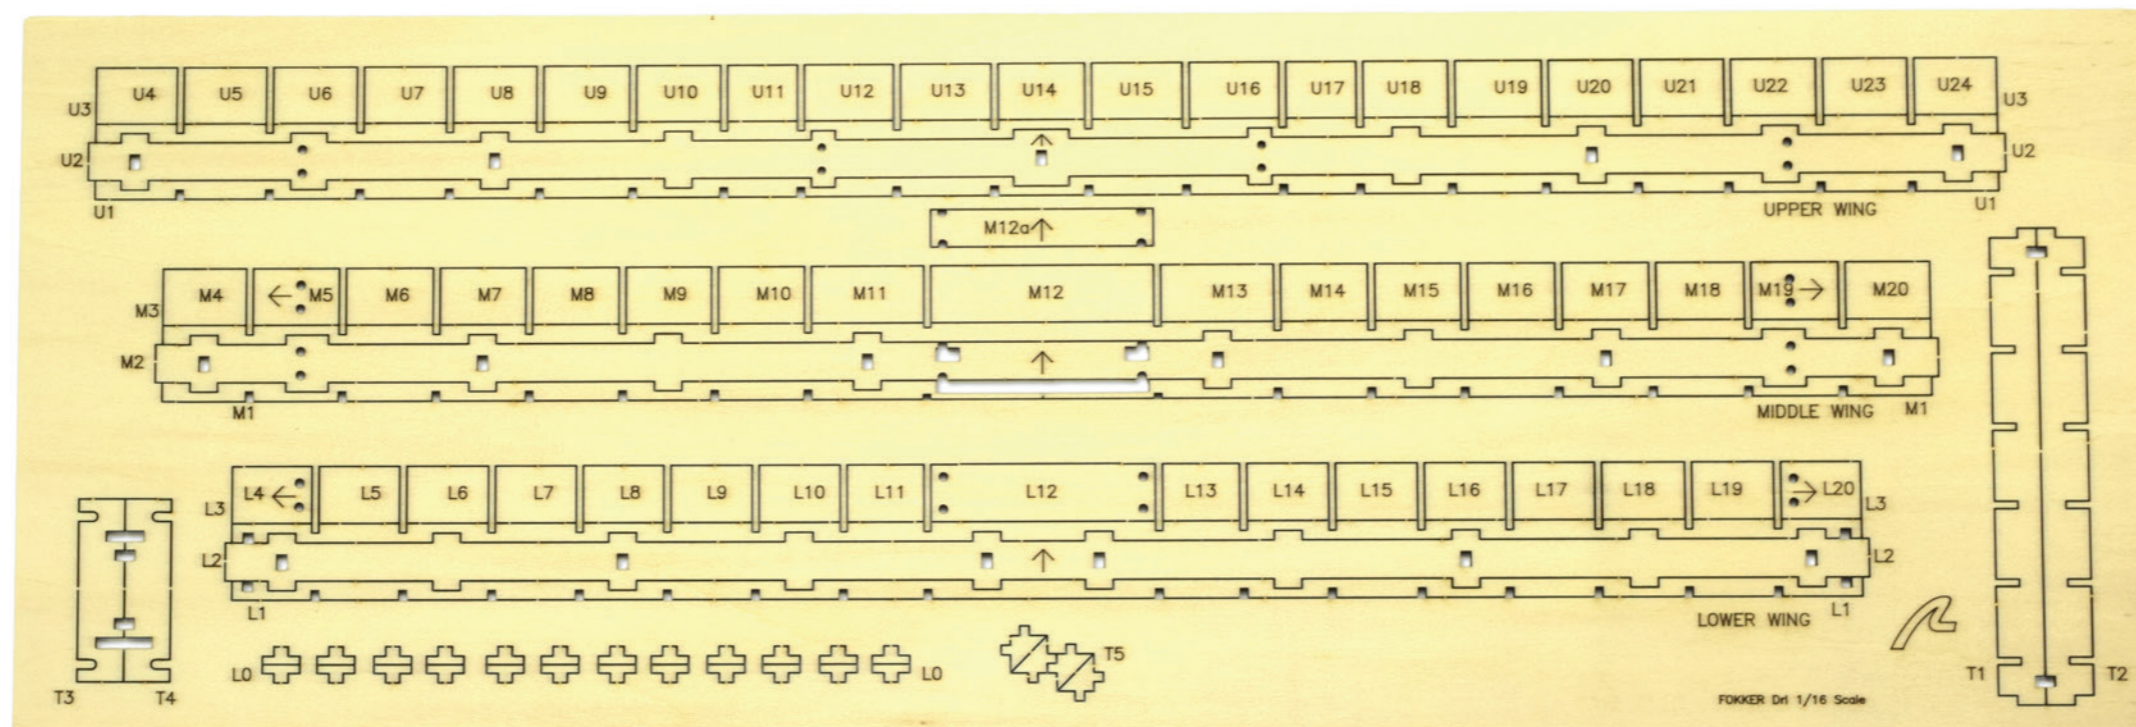 U4 U5 U6 U7 U8 U9 U10 U11 U12 U13 U14 U15 U16 U17 U18 U19 U20 U21 U22 U23 U24
U3 U3
U2 U2
U1 UPPER WING U1
M12a
M4 M5 M6 M7 M8 M9 M10 M11 M12 M13 M14 M15 M16 M17 M18 M19 M20
M3
M2
M1 MIDDLE WING M1
L4 L5 L6 L7 L8 L9 L10 L11 L12 L13 L14 L15 L16 L17 L18 L19 L20
L3 L3
L2 L2
L1 L1
LOWER WING
L0 L0 T5
T3 T4 T1 T2
FOKKER DrI 1/16 Scale